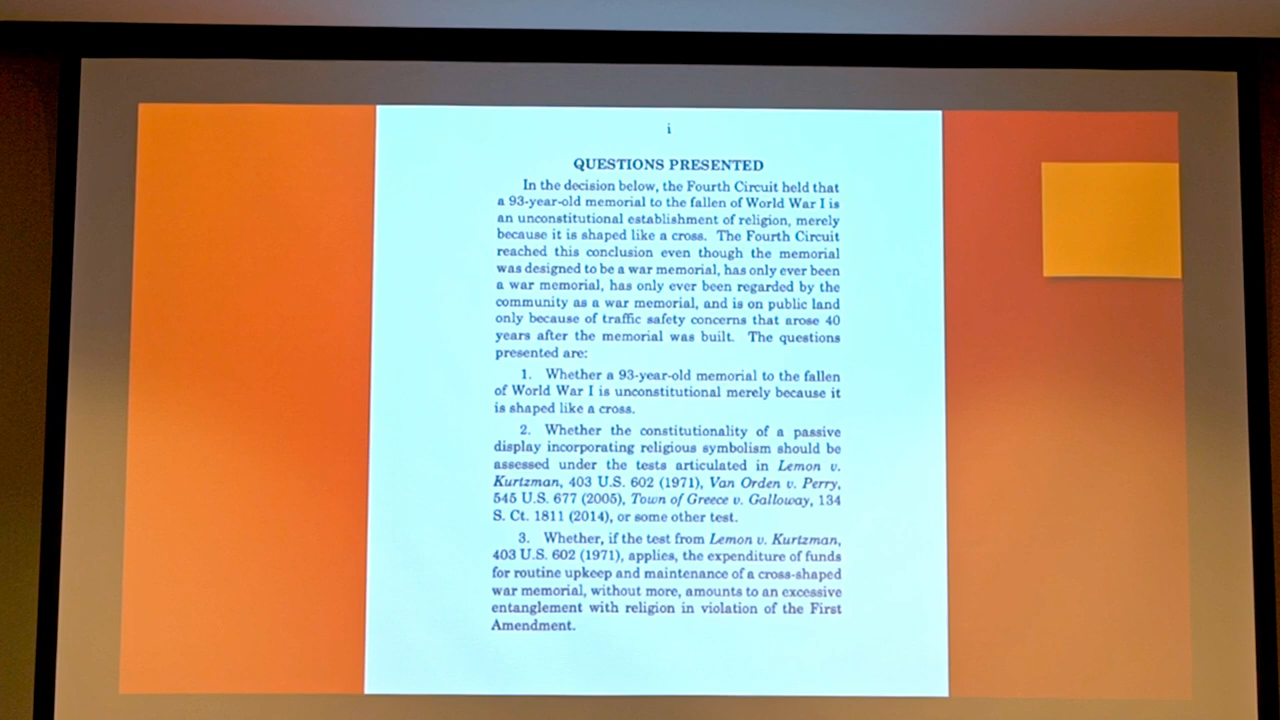 i
QUESTIONS PRESENTED
In the decision below, the Fourth Circuit held that
a 93-year-old memorial to the fallen of World War I is
an unconstitutional establishment of religion, merely
because it is shaped like a cross. The Fourth Circuit
reached this conclusion even though the memorial
was designed to be a war memorial, has only ever been
a war memorial, has only ever been regarded by the
community as a war memorial, and is on public land
only because of traffic safety concerns that arose 40
years after the memorial was built. The questions
presented are:
1. Whether a 93-year-old memorial to the fallen
of World War I is unconstitutional merely because it
is shaped like a cross.
2. Whether the constitutionality of a passive
display incorporating religious symbolism should be
assessed under the tests articulated in Lemon v.
Kurtzman, 403 U.S. 602 (1971), Van Orden v. Perry,
545 U.S. 677 (2005), Town of Greece v. Galloway, 134
S. Ct. 1811 (2014), or some other test.
3. Whether, if the test from Lemon v. Kurtzman,
403 U.S. 602 (1971), applies, the expenditure of funds
for routine upkeep and maintenance of a cross-shaped
war memorial, without more, amounts to an excessive
entanglement with religion in violation of the First
Amendment.